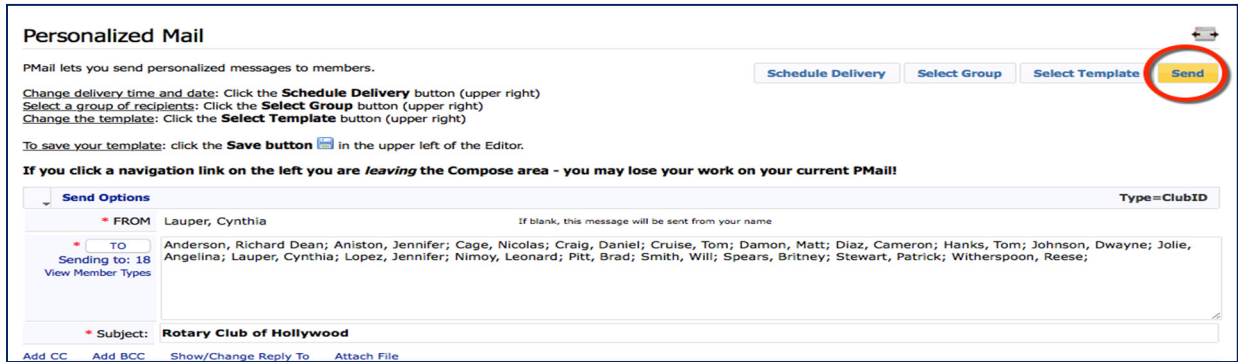 Personalized Mail
PMail lets you send personalized messages to members.
Schedule Delivery Select Group Select Template Send
Change delivery time and date: Click the Schedule Delivery button (upper right)
Select a group of recipients: Click the Select Group button (upper right)
Change the template: Click the Select Template button (upper right)
To save your template: click the Save button in the upper left of the Editor.
If you click a navigation link on the left you are leaving the Compose area - you may lose your work on your current PMail!
Send Options Type=ClubID
* FROM Lauper, Cynthia If blank, this message will be sent from your name
* TO Anderson, Richard Dean; Aniston, Jennifer; Cage, Nicolas; Craig, Daniel; Cruise, Tom; Damon, Matt; Diaz, Cameron; Hanks, Tom; Johnson, Dwayne; Jolie,
Sending to: 18 Angelina; Lauper, Cynthia; Lopez, Jennifer; Nimoy, Leonard; Pitt, Brad; Smith, Will; Spears, Britney; Stewart, Patrick; Witherspoon, Reese;
View Member Types
* Subject: Rotary Club of Hollywood
Add CC Add BCC Show/Change Reply To Attach File